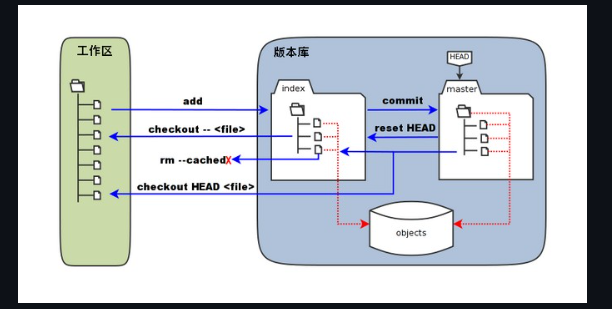 工作区
版本库
HEAD
index
master
add
commit
checkout -- <file>
reset HEAD
rm --cached
X
checkout HEAD <file>
objects